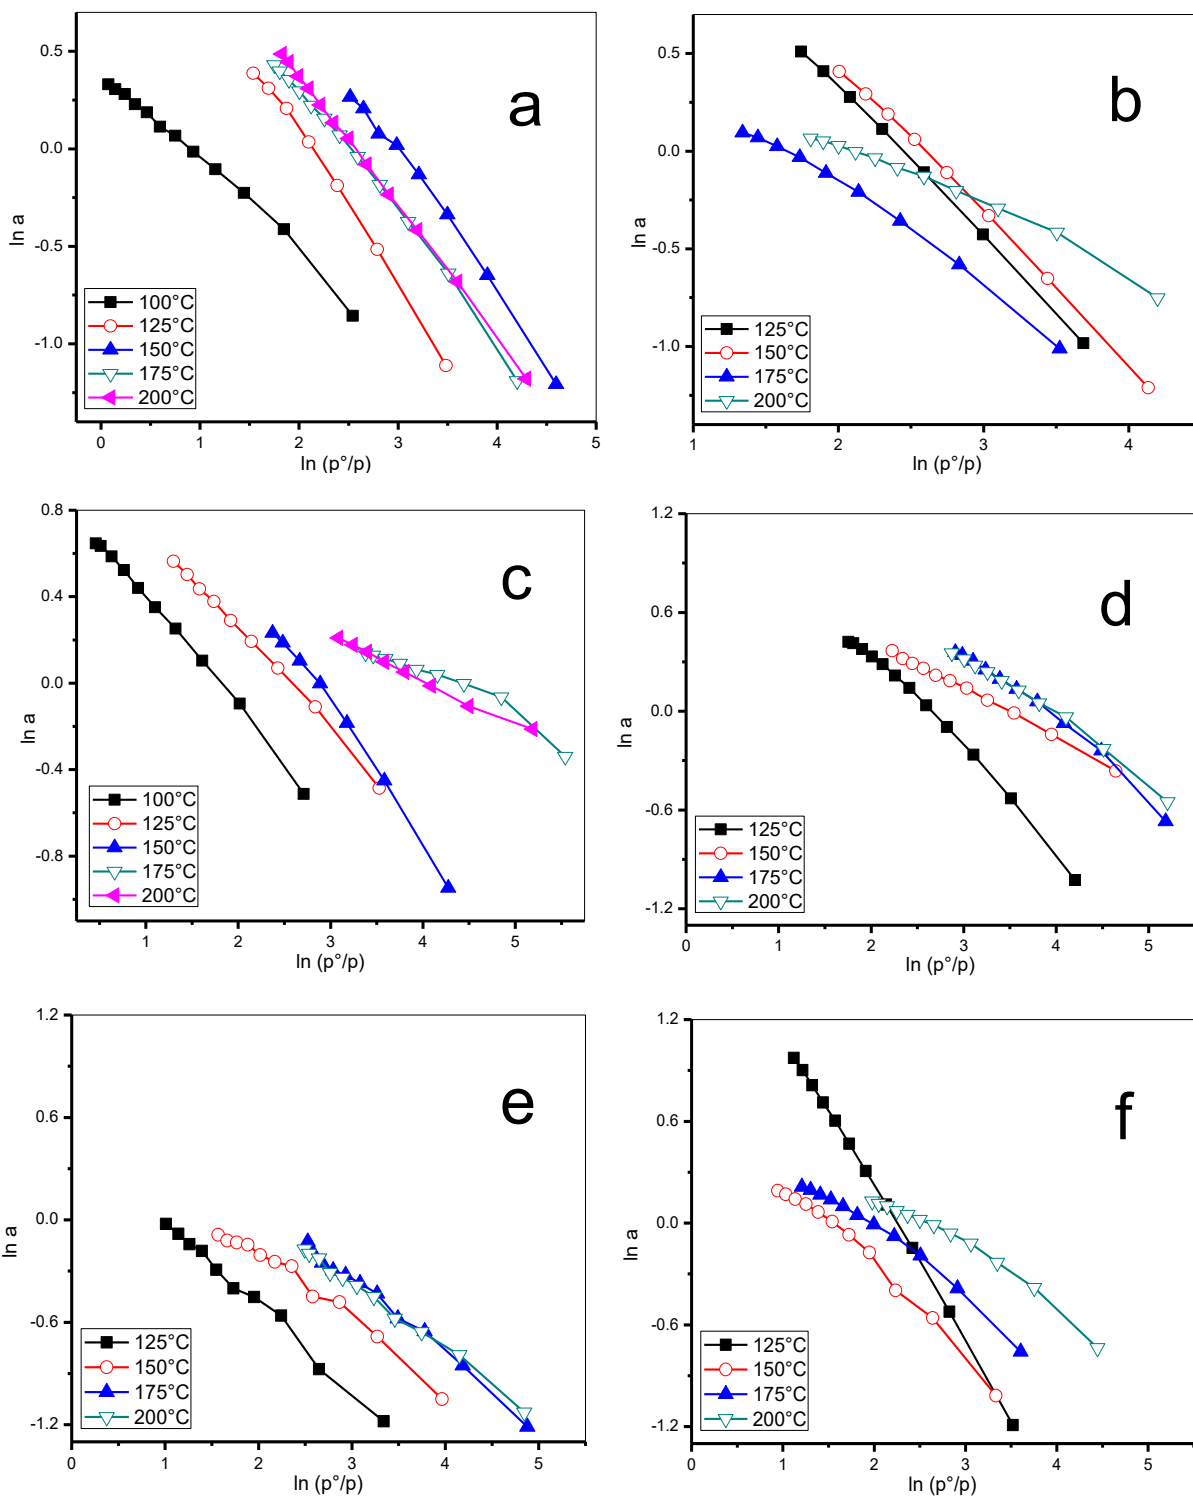 a
0.5
0.0
-0.5
-1.0
ln a
100°C
125°C
150°C
175°C
200°C
0 1 2 3 4 5
ln (p°/p)
b
0.5
0.0
-0.5
-1.0
ln a
125°C
150°C
175°C
200°C
1 2 3 4
ln (p°/p)
c
0.8
0.4
0.0
-0.4
-0.8
ln a
100°C
125°C
150°C
175°C
200°C
1 2 3 4 5
ln (p°/p)
d
1.2
0.6
0.0
-0.6
-1.2
ln a
125°C
150°C
175°C
200°C
0 1 2 3 4 5
ln (p°/p)
e
1.2
0.6
0.0
-0.6
-1.2
ln a
125°C
150°C
175°C
200°C
0 1 2 3 4 5
ln (p°/p)
f
1.2
0.6
0.0
-0.6
-1.2
ln a
125°C
150°C
175°C
200°C
0 1 2 3 4 5
ln (p°/p)